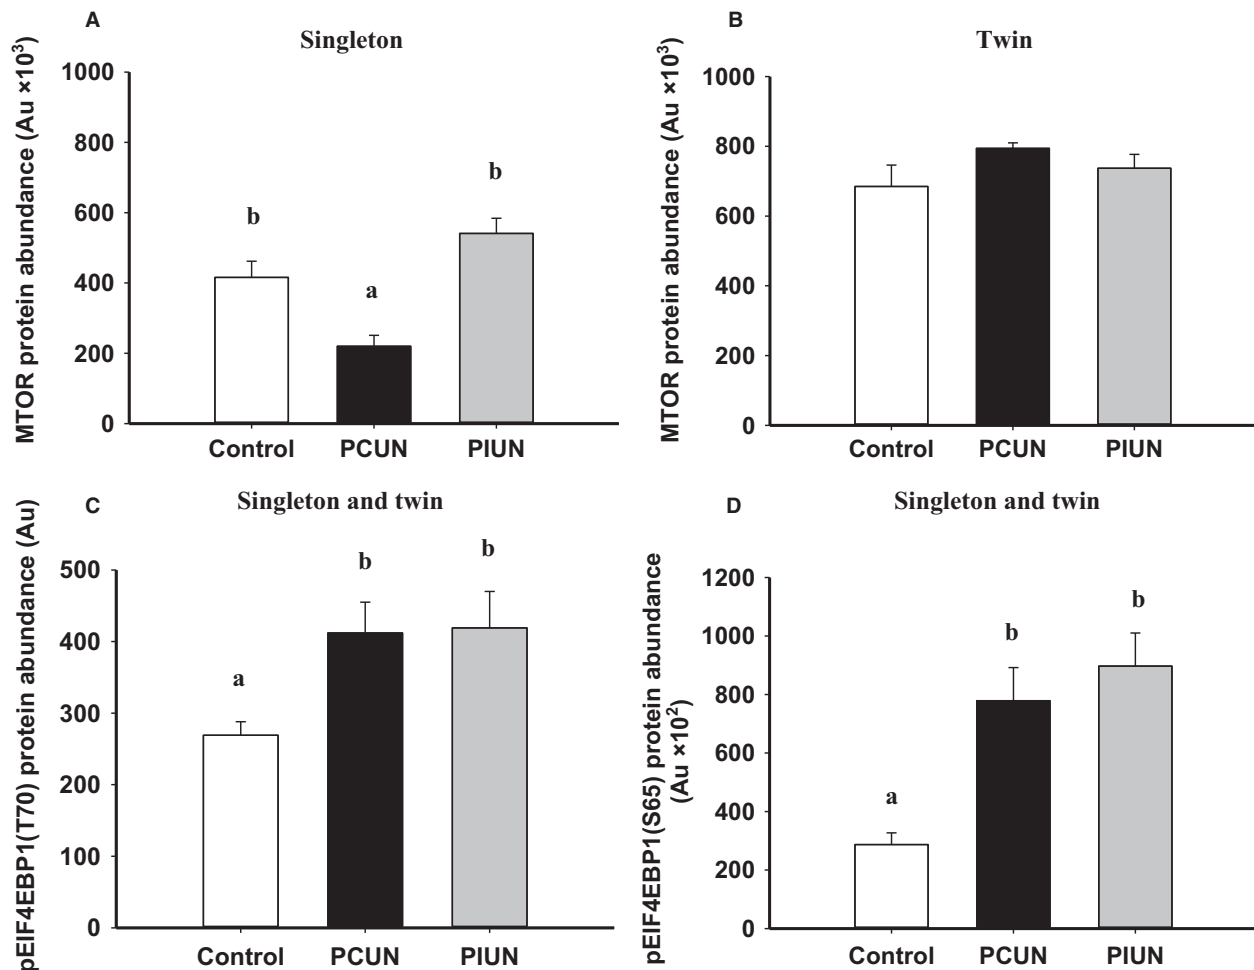 A
Singleton
MTOR protein abundance (Au ×10³)
1000
800
600
400
200
0
b
a
b
Control PCUN PIUN
B
Twin
MTOR protein abundance (Au ×10³)
1000
800
600
400
200
0
Control PCUN PIUN
C
Singleton and twin
pEIF4EBP1(T70) protein abundance (Au)
500
400
300
200
100
0
a
b
b
Control PCUN PIUN
D
Singleton and twin
pEIF4EBP1(S65) protein abundance
(Au ×10²)
1200
1000
800
600
400
200
0
a
b
b
Control PCUN PIUN